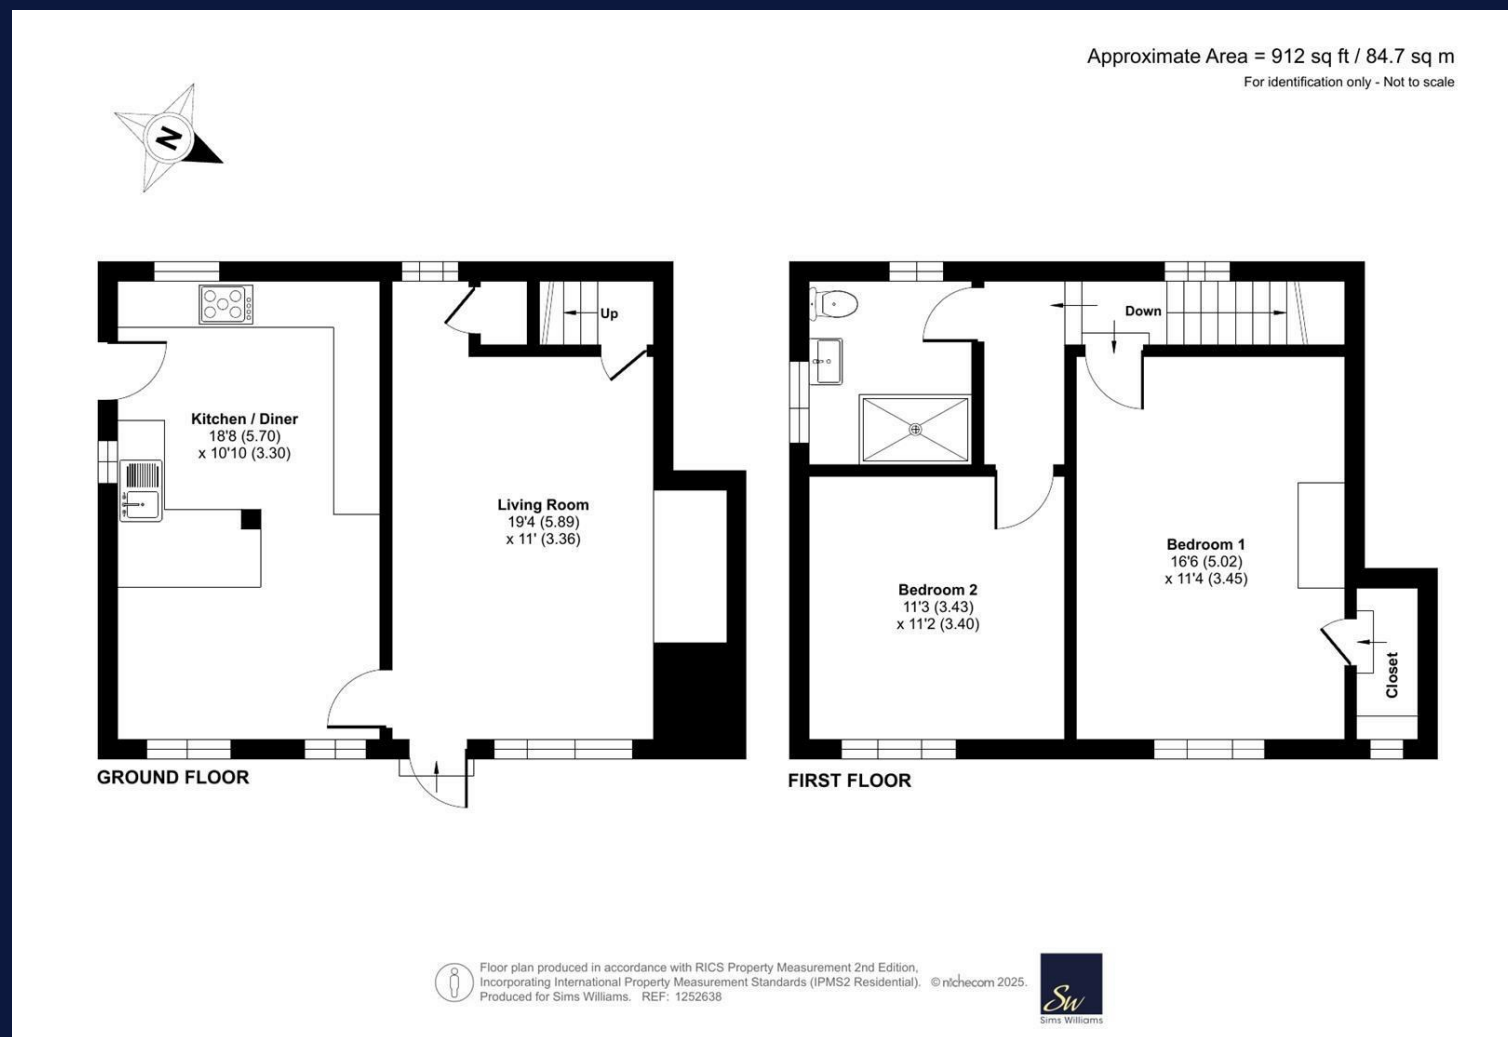 Approximate Area = 912 sq ft / 84.7 sq m
For identification only - Not to scale
N
Up
Kitchen / Diner
18'8 (5.70)
x 10'10 (3.30)
Living Room
19'4 (5.89)
x 11' (3.36)
GROUND FLOOR
Down
Bedroom 1
16'6 (5.02)
x 11'4 (3.45)
Bedroom 2
11'3 (3.43)
x 11'2 (3.40)
Closet
FIRST FLOOR
Floor plan produced in accordance with RICS Property Measurement 2nd Edition,
Incorporating International Property Measurement Standards (IPMS2 Residential). © nichecom 2025.
Produced for Sims Williams. REF: 1252638
Sw
Sims Williams